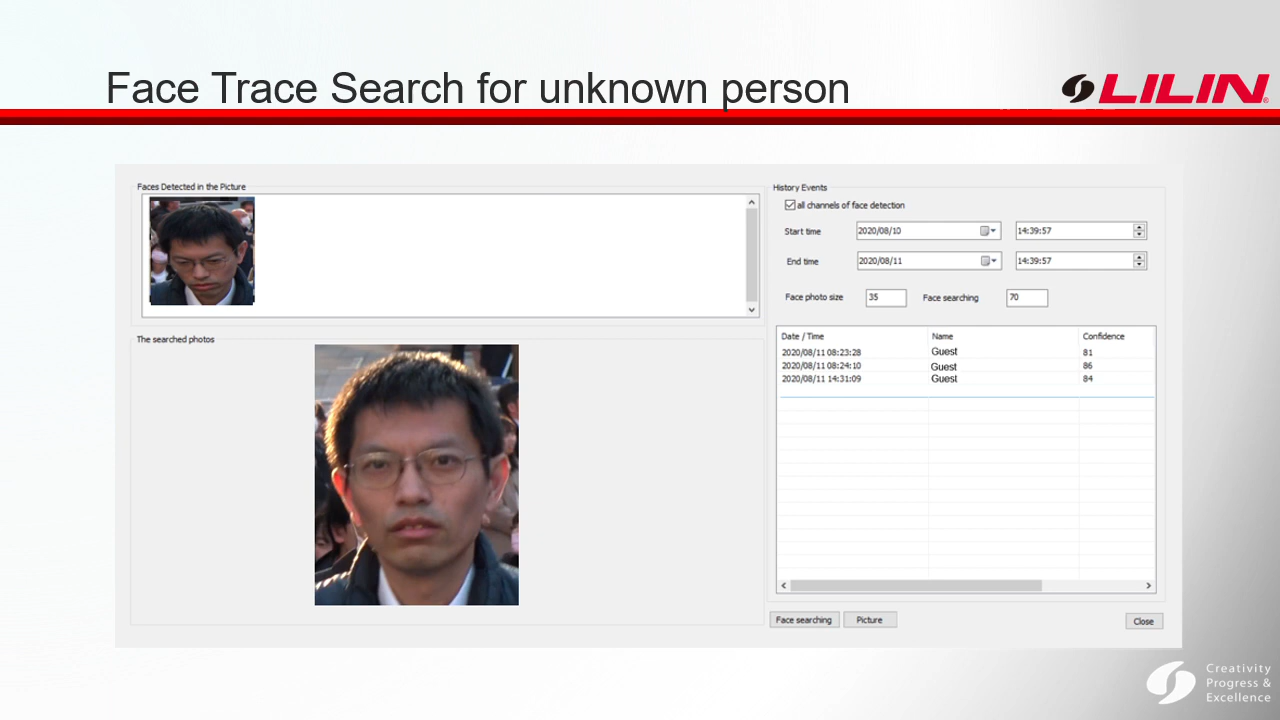 Face Trace Search for unknown person
LILIN®
Faces Detected in the Picture
The searched photos
History Events
all channels of face detection
Start time 2020/08/10 14:39:57
End time 2020/08/11 14:39:57
Face photo size 35 Face searching 70
Date / Time Name Confidence
2020/08/11 08:23:28 Guest 81
2020/08/11 08:24:10 Guest 86
2020/08/11 14:31:09 Guest 84
Face searching Picture Close
Creativity
Progress &
Excellence